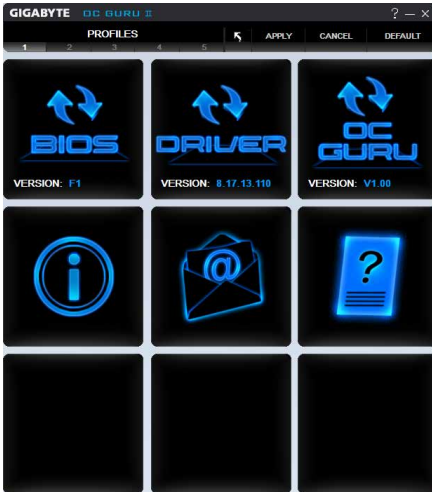 GIGABYTE OC GURU II ? – ×
PROFILES APPLY CANCEL DEFAULT
1 2 3 4 5
BIOS DRIVER OC GURU
VERSION: F1 VERSION: 8.17.13.110 VERSION: V1.00
i @ ?